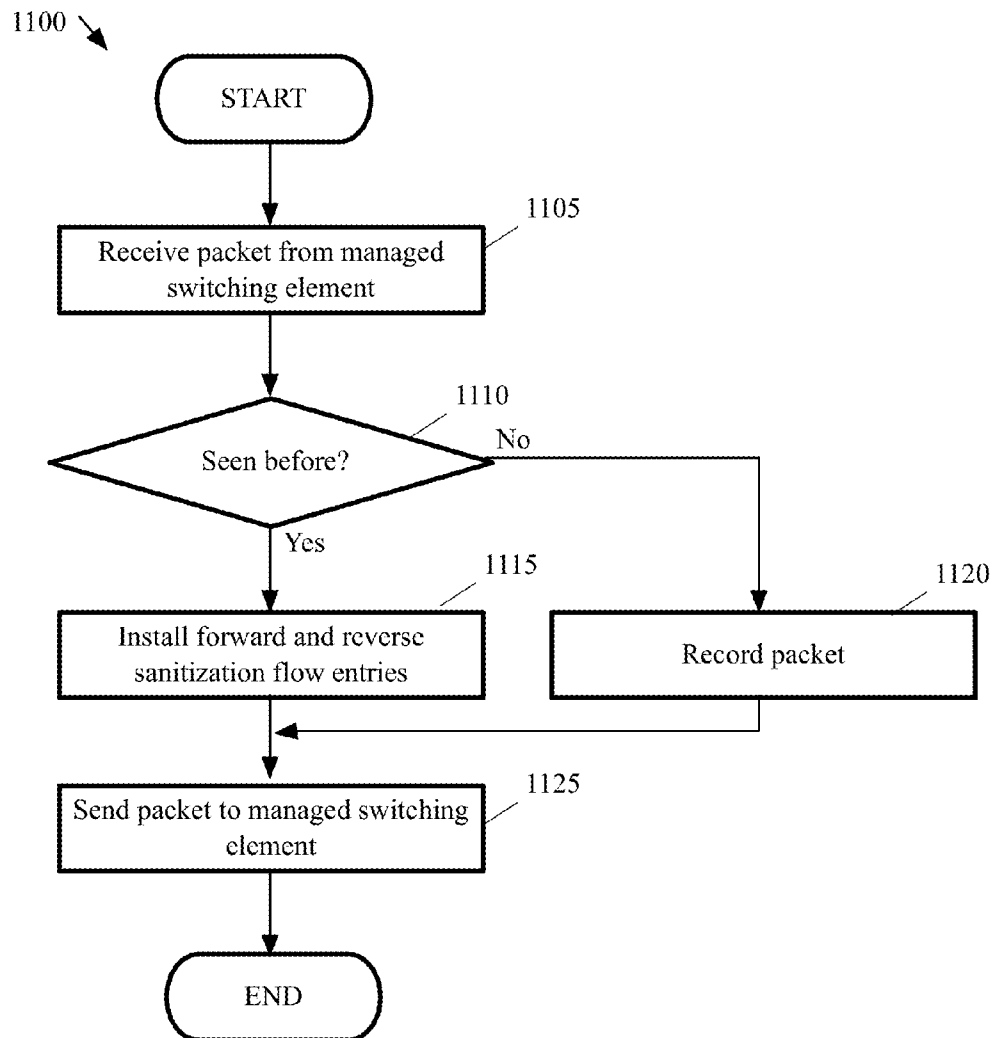 1100
START
1105
Receive packet from managed
switching element
1110
Seen before?
No
Yes
1115
Install forward and reverse
sanitization flow entries
1120
Record packet
1125
Send packet to managed switching
element
END